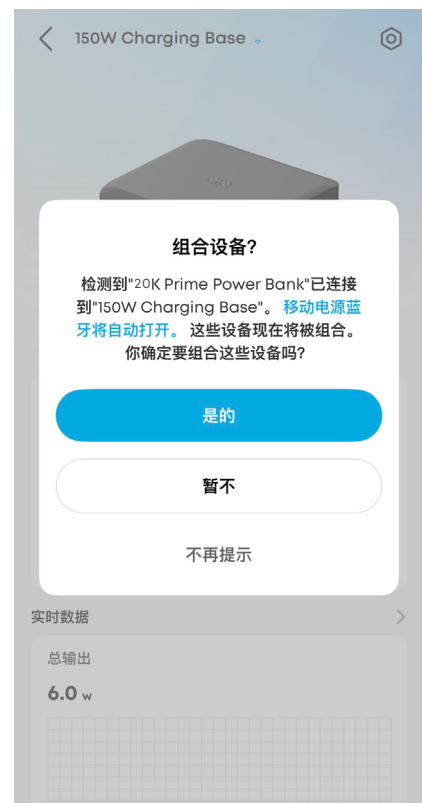 150W Charging Base
组合设备?
检测到"20K Prime Power Bank"已连接
到"150W Charging Base"。移动电源蓝
牙将自动打开。这些设备现在将被组合。
你确定要组合这些设备吗?
是的
暂不
不再提示
实时数据
总输出
6.0 w